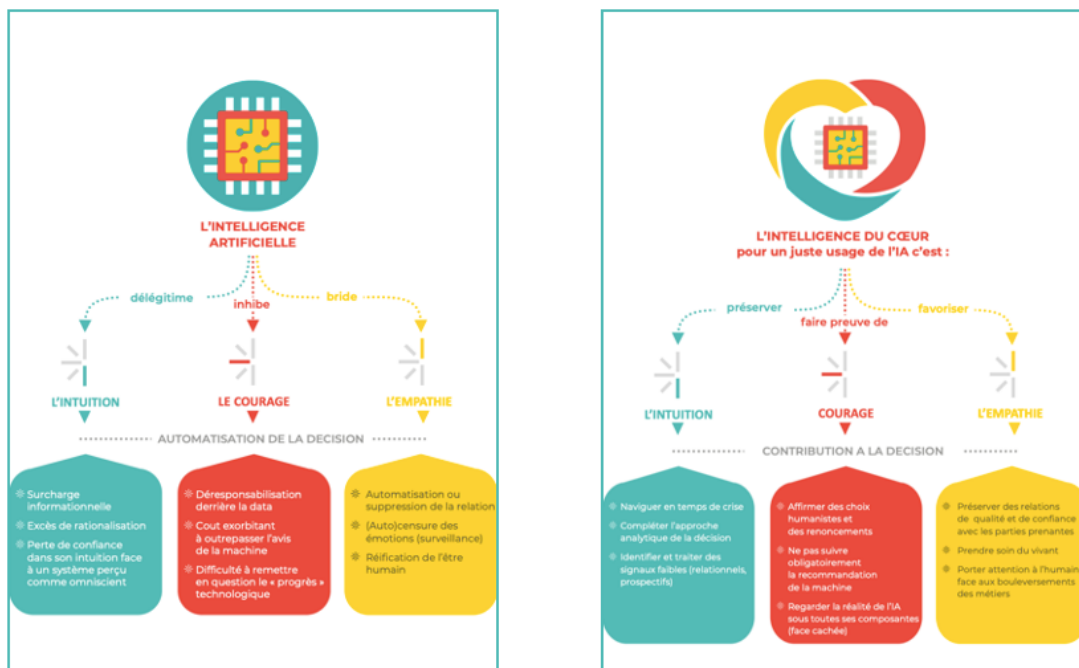 L'INTELLIGENCE
ARTIFICIELLE
délégitime
inhibe
bride
L'INTUITION
LE COURAGE
L'EMPATHIE
AUTOMATISATION DE LA DECISION
Surcharge
informationnelle
Excès de rationalisation
Perte de confiance
dans son intuition face
à un système perçu
comme omniscient
Déresponsabilisation
derrière la data
Cout exorbitant
à outrepasser l'avis
de la machine
Difficulté à remettre
en question le « progrès »
technologique
Automatisation ou
suppression de la relation
(Auto)censure des
émotions (surveillance)
Réification de l'être
humain
L'INTELLIGENCE DU CŒUR
pour un juste usage de l'IA c'est :
préserver
faire preuve de
favoriser
L'INTUITION
COURAGE
L'EMPATHIE
CONTRIBUTION A LA DECISION
Naviguer en temps de crise
Compléter l'approche
analytique de la décision
Identifier et traiter des
signaux faibles (relationnels,
prospectifs)
Affirmer des choix
humanistes et
des renoncements
Ne pas suivre
obligatoirement
la recommandation
de la machine
Regarder la réalité de l'IA
sous toutes ses composantes
(face cachée)
Préserver des relations
de qualité et de confiance
avec les parties prenantes
Prendre soin du vivant
Porter attention à l'humain
face aux bouleversements
des métiers